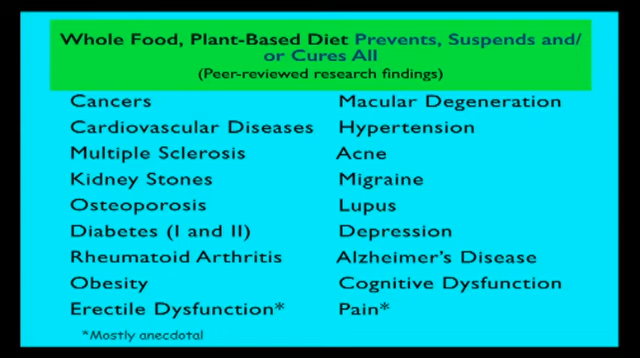 Whole Food, Plant-Based Diet Prevents, Suspends and/
or Cures All
(Peer-reviewed research findings)
Cancers
Cardiovascular Diseases
Multiple Sclerosis
Kidney Stones
Osteoporosis
Diabetes (I and II)
Rheumatoid Arthritis
Obesity
Erectile Dysfunction*
*Mostly anecdotal
Macular Degeneration
Hypertension
Acne
Migraine
Lupus
Depression
Alzheimer's Disease
Cognitive Dysfunction
Pain*